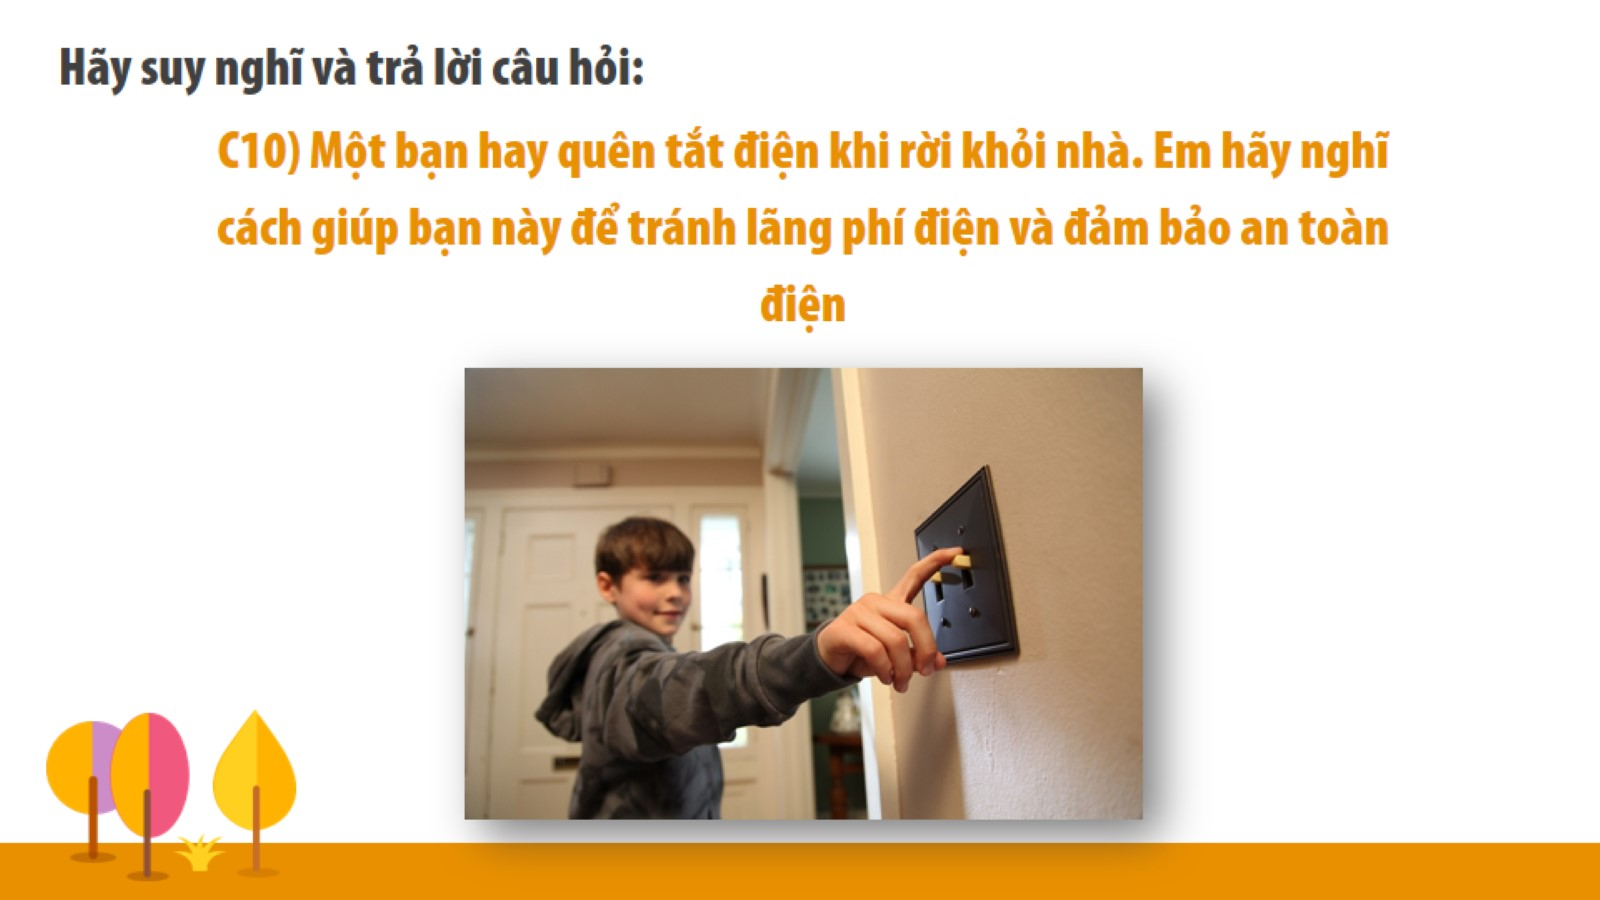 Hãy suy nghĩ và trả lời câu hỏi:
C10) Một bạn hay quên tắt điện khi rời khỏi nhà. Em hãy nghĩ
cách giúp bạn này để tránh lãng phí điện và đảm bảo an toàn
điện